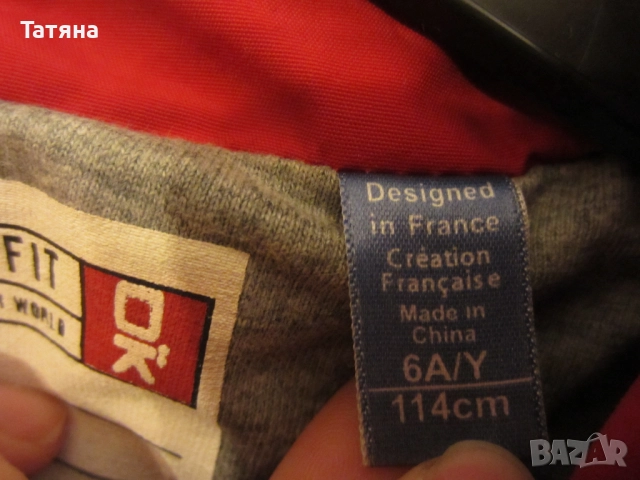 Татяна
Designed
in France
Création
Française
Made in
China
6A/Y
114cm
FIT
WORLD
OK
BAZAR